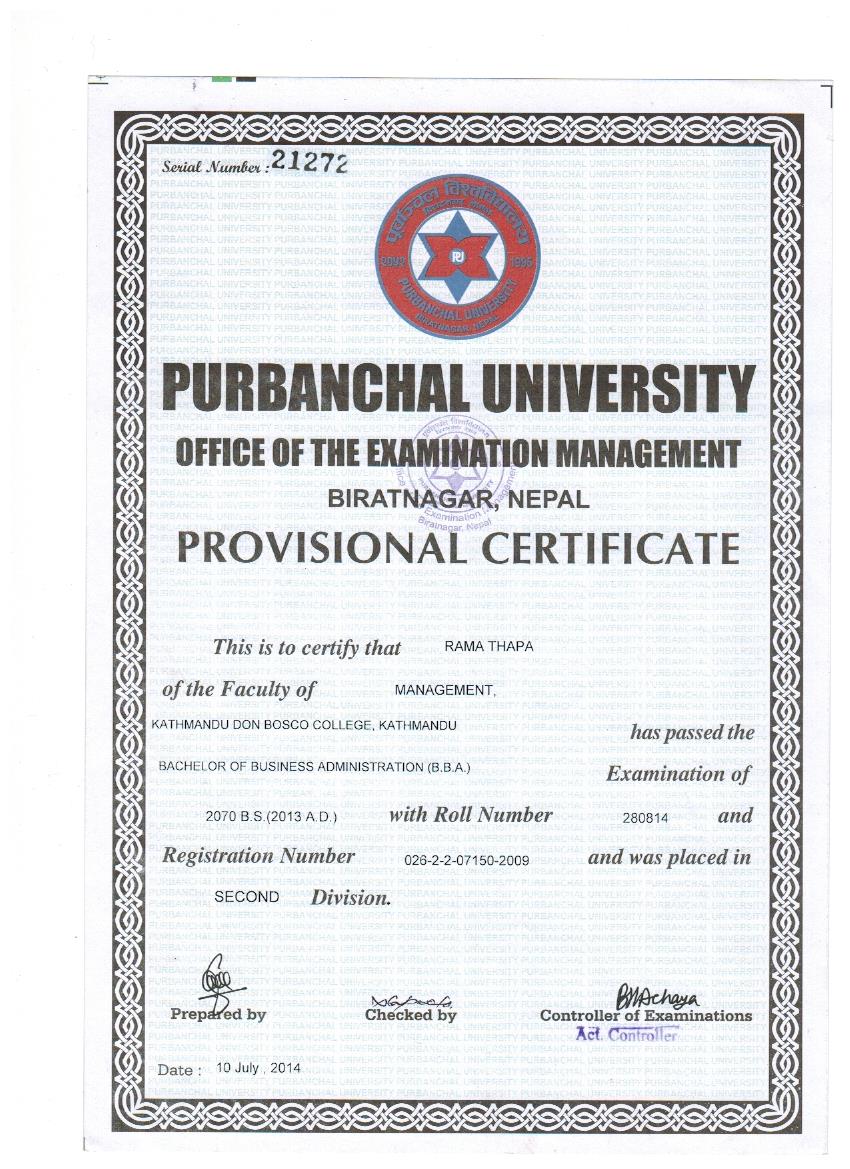 Serial Number : 21272
पूर्वाञ्चल विश्वविद्यालय
1995
PURBANCHAL UNIVERSITY
BIRATNAGAR, NEPAL
PURBANCHAL UNIVERSITY
OFFICE OF THE EXAMINATION MANAGEMENT
BIRATNAGAR, NEPAL
Examination Management
Biratnagar, Nepal
PROVISIONAL CERTIFICATE
This is to certify that RAMA THAPA
of the Faculty of MANAGEMENT,
KATHMANDU DON BOSCO COLLEGE, KATHMANDU has passed the
BACHELOR OF BUSINESS ADMINISTRATION (B.B.A.) Examination of
2070 B.S.(2013 A.D.) with Roll Number 280814 and
Registration Number 026-2-2-07150-2009 and was placed in
SECOND Division.
BMAcharya
Prepared by Checked by Controller of Examinations
Act. Controller
Date : 10 July , 2014